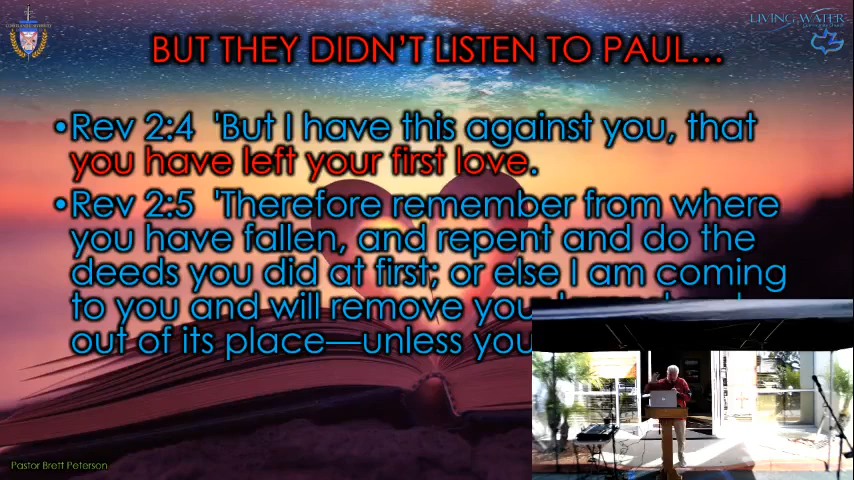 LIVING WATER
BUT THEY DIDN'T LISTEN TO PAUL…
•Rev 2:4 'But I have this against you, that
you have left your first love.
•Rev 2:5 'Therefore remember from where
you have fallen, and repent and do the
deeds you did at first; or else I am coming
to you and will remove
out of its place—unless you
Pastor Brett Peterson